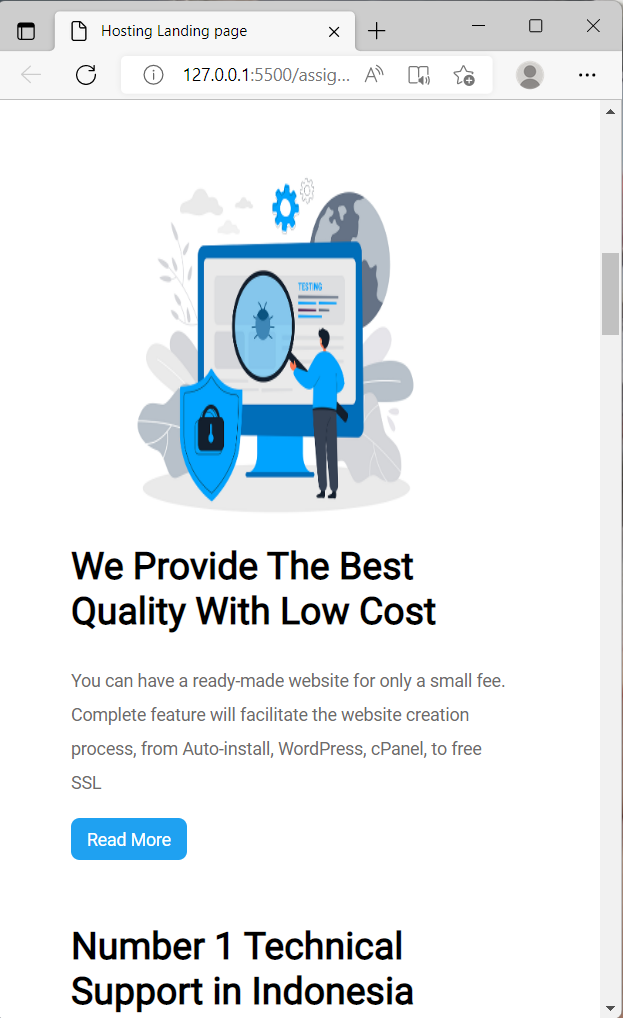 Hosting Landing page
127.0.0.1:5500/assig...
TESTING
We Provide The Best
Quality With Low Cost
You can have a ready-made website for only a small fee.
Complete feature will facilitate the website creation
process, from Auto-install, WordPress, cPanel, to free
SSL
Read More
Number 1 Technical
Support in Indonesia